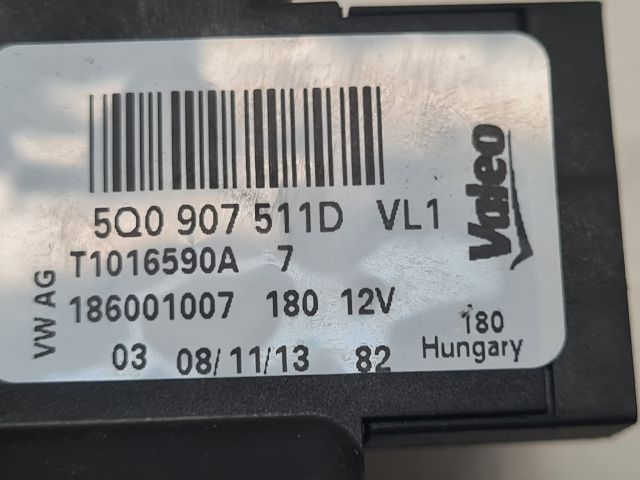 5Q0 907 511D VL1
T1016590A 7
186001007 180 12V
03 08/11/13 82
VW AG
Valeo
180
Hungary